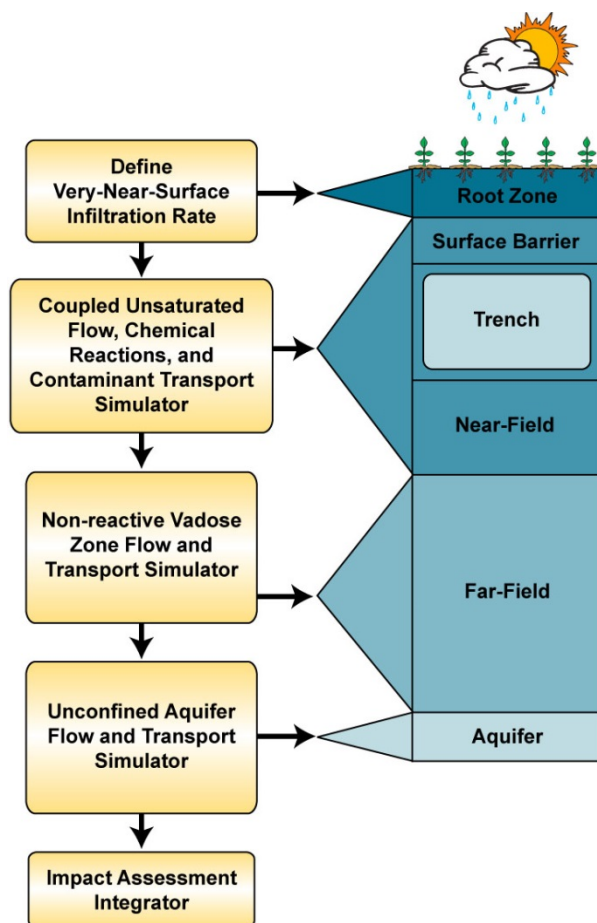 Define
Very-Near-Surface
Infiltration Rate
Root Zone
Surface Barrier
Coupled Unsaturated
Flow, Chemical
Reactions, and
Contaminant Transport
Simulator
Trench
Near-Field
Non-reactive Vadose
Zone Flow and
Transport Simulator
Far-Field
Unconfined Aquifer
Flow and Transport
Simulator
Aquifer
Impact Assessment
Integrator